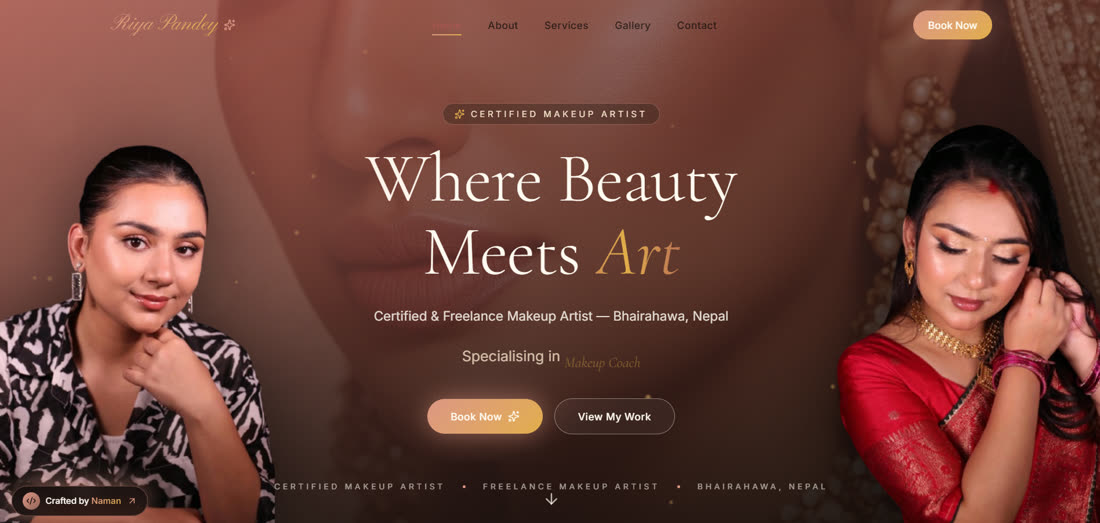 Riya Pandey
About
Services
Gallery
Contact
Book Now
CERTIFIED MAKEUP ARTIST
Where Beauty
Meets Art
Certified & Freelance Makeup Artist — Bhairahawa, Nepal
Specialising in Makeup Coach
Book Now
View My Work
CERTIFIED MAKEUP ARTIST • FREELANCE MAKEUP ARTIST • BHAIRAHAWA, NEPAL
Crafted by Naman